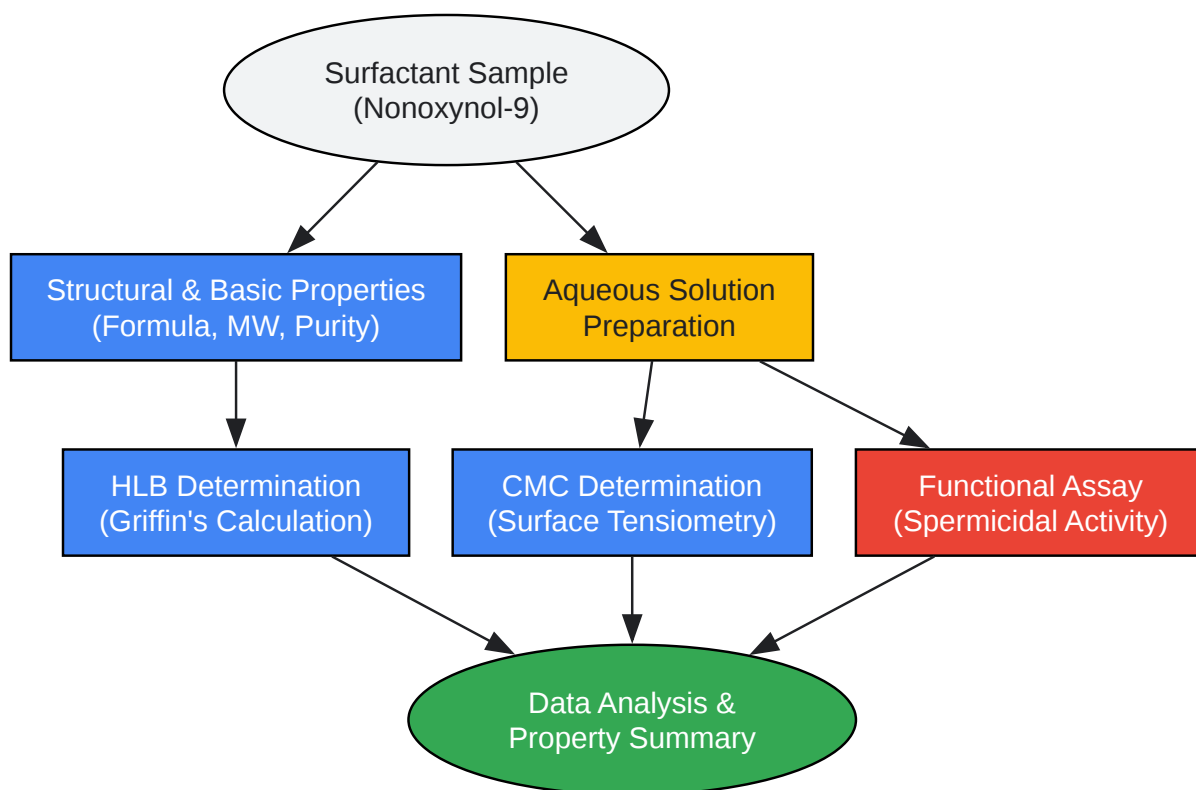 Surfactant Sample
(Nonoxynol-9)
Structural & Basic Properties
(Formula, MW, Purity)
Aqueous Solution
Preparation
HLB Determination
(Griffin's Calculation)
CMC Determination
(Surface Tensiometry)
Functional Assay
(Spermicidal Activity)
Data Analysis &
Property Summary